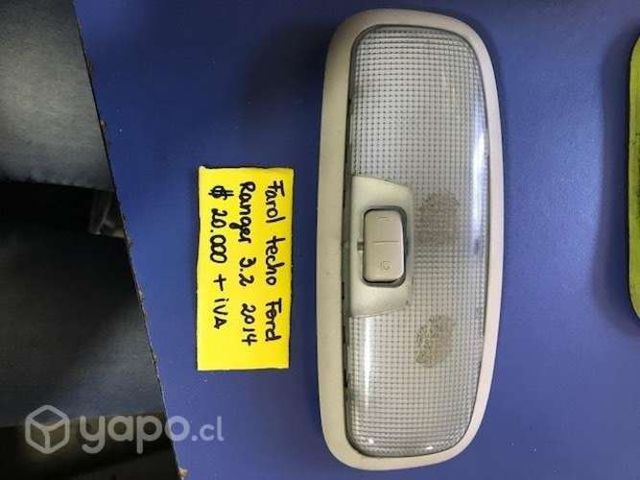 Farol techo Ford
Ranger 3.2 2014
$ 20.000 + iVA
yapo.cl